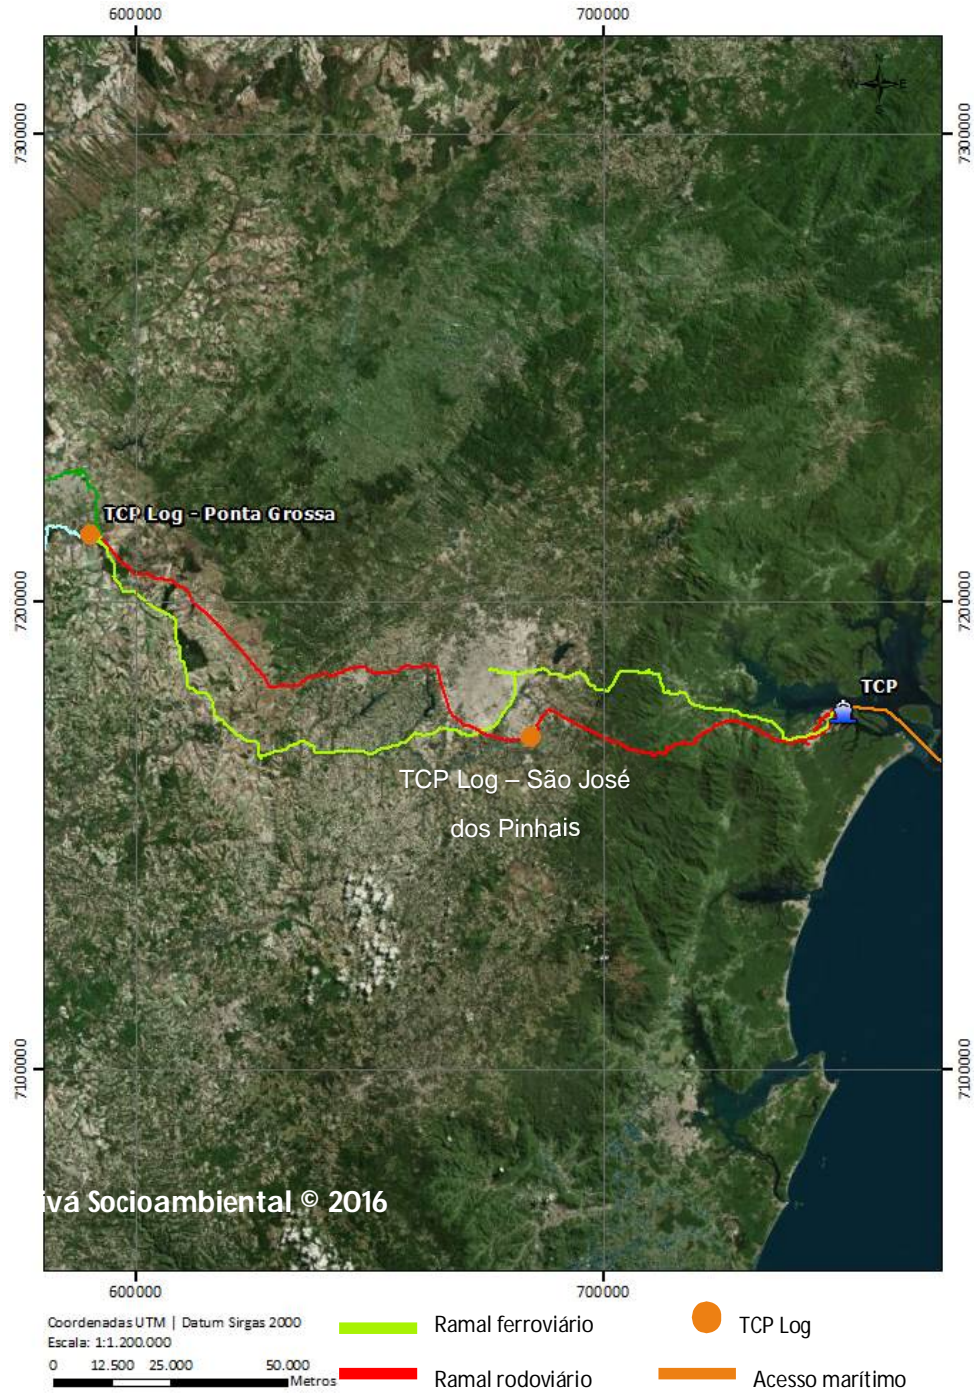 600000 700000
N
W E
7300000 7300000
TCP Log - Ponta Grossa
7200000 7200000
TCP
TCP Log – São José
dos Pinhais
7100000 7100000
ivá Socioambiental © 2016
600000 700000
Coordenadas UTM | Datum Sirgas 2000
Escala: 1:1.200.000
0 12.500 25.000 50.000
Metros
Ramal ferroviário
TCP Log
Ramal rodoviário
Acesso marítimo